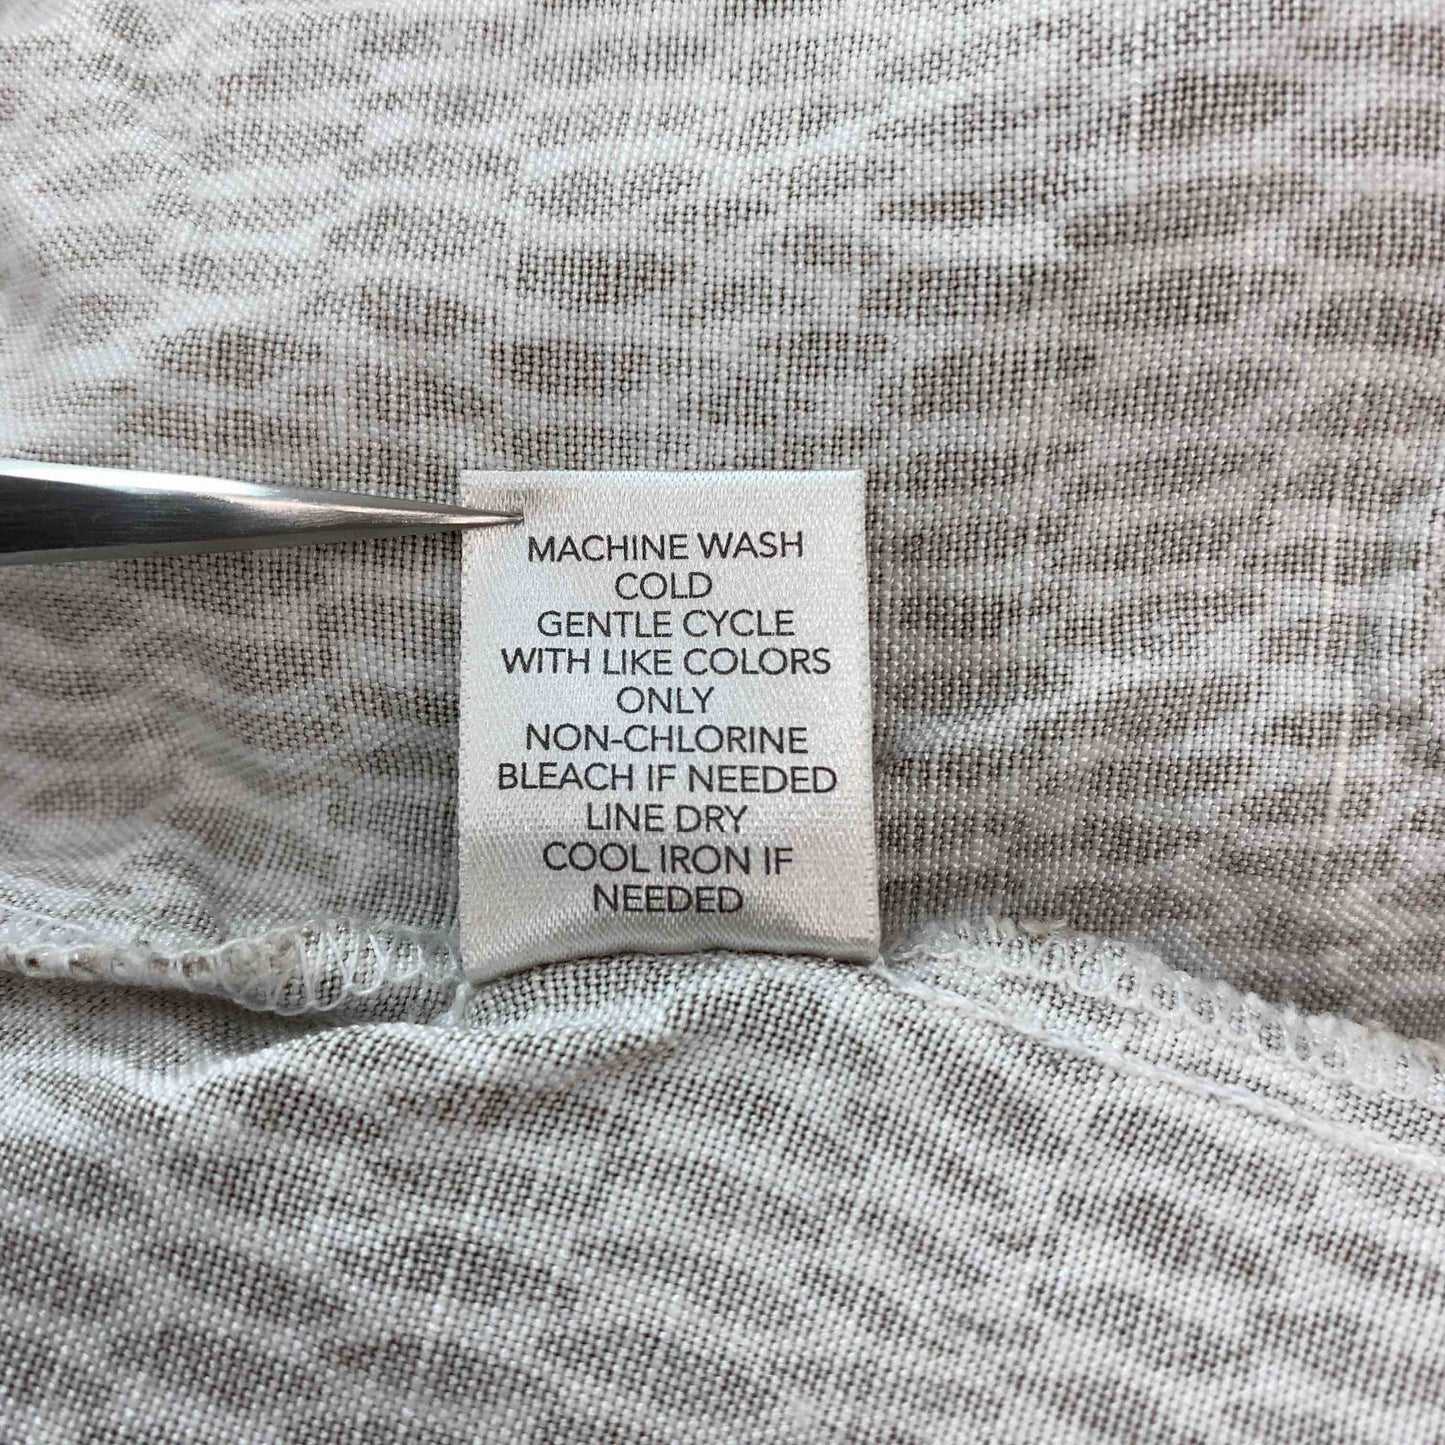 MACHINE WASH
COLD
GENTLE CYCLE
WITH LIKE COLORS
ONLY
NON-CHLORINE
BLEACH IF NEEDED
LINE DRY
COOL IRON IF
NEEDED